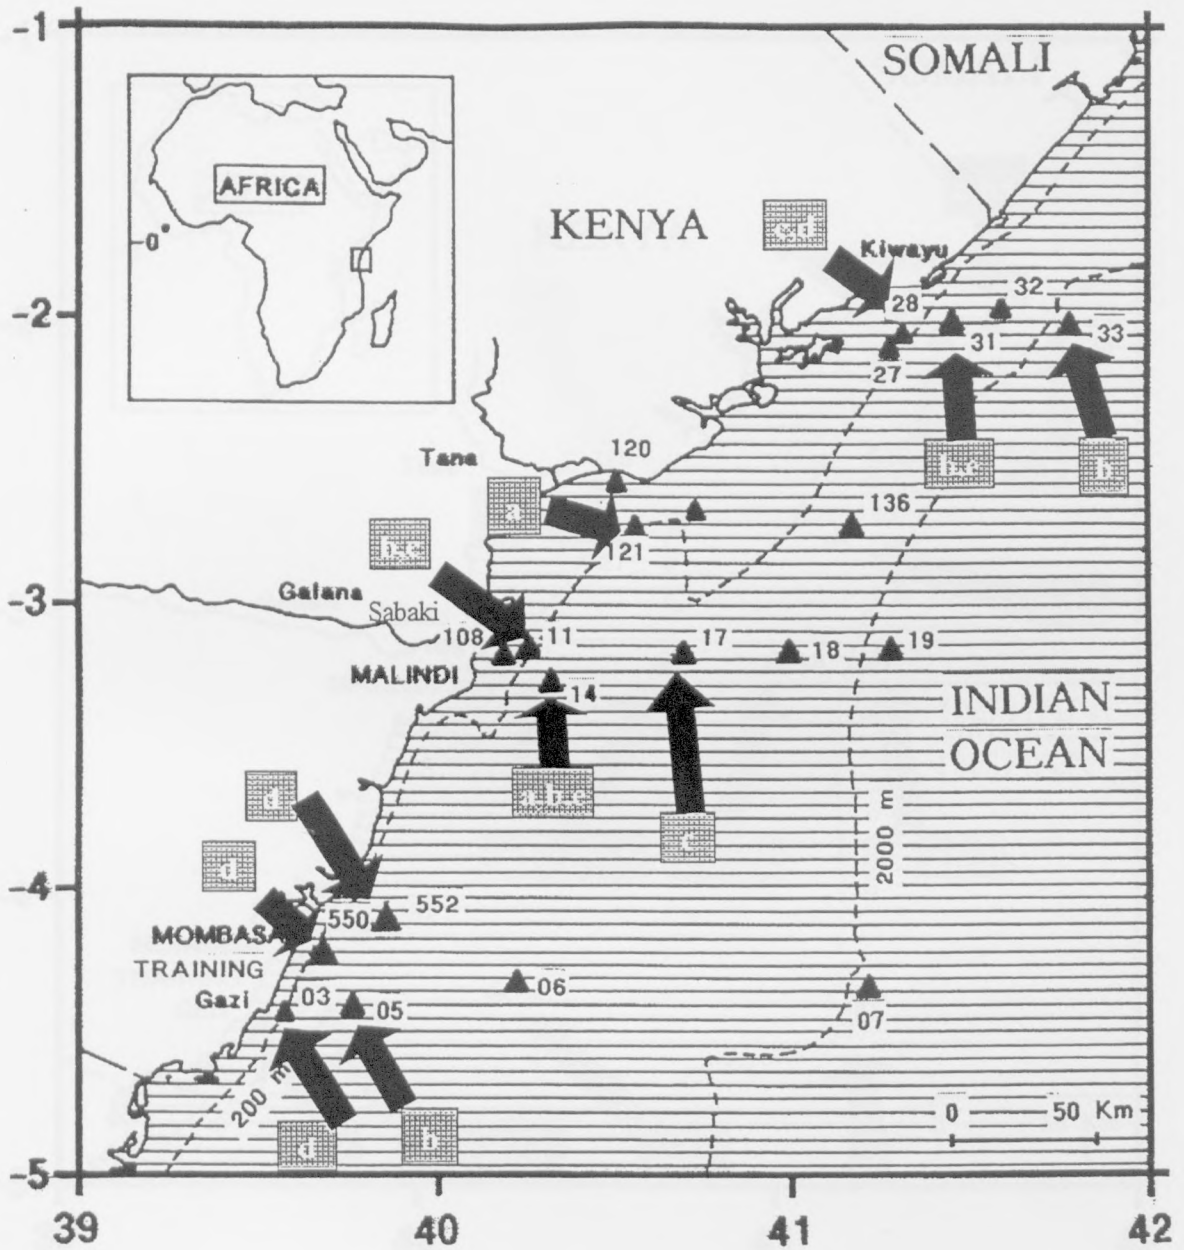 -1
SOMALI
AFRICA
0°
KENYA
c,d
Kiwayu
-2
28
32
31
33
27
Tana
120
b,c
b
a
136
121
b,c
-3
Galana
Sabaki
108
11
17
18
19
MALINDI
14
INDIAN
OCEAN
a,b,c
d
c
2000 m
d
-4
552
550
MOMBASA
TRAINING
Gazi
03
05
06
07
200 m
0 50 Km
d
b
-5
39
40
41
42